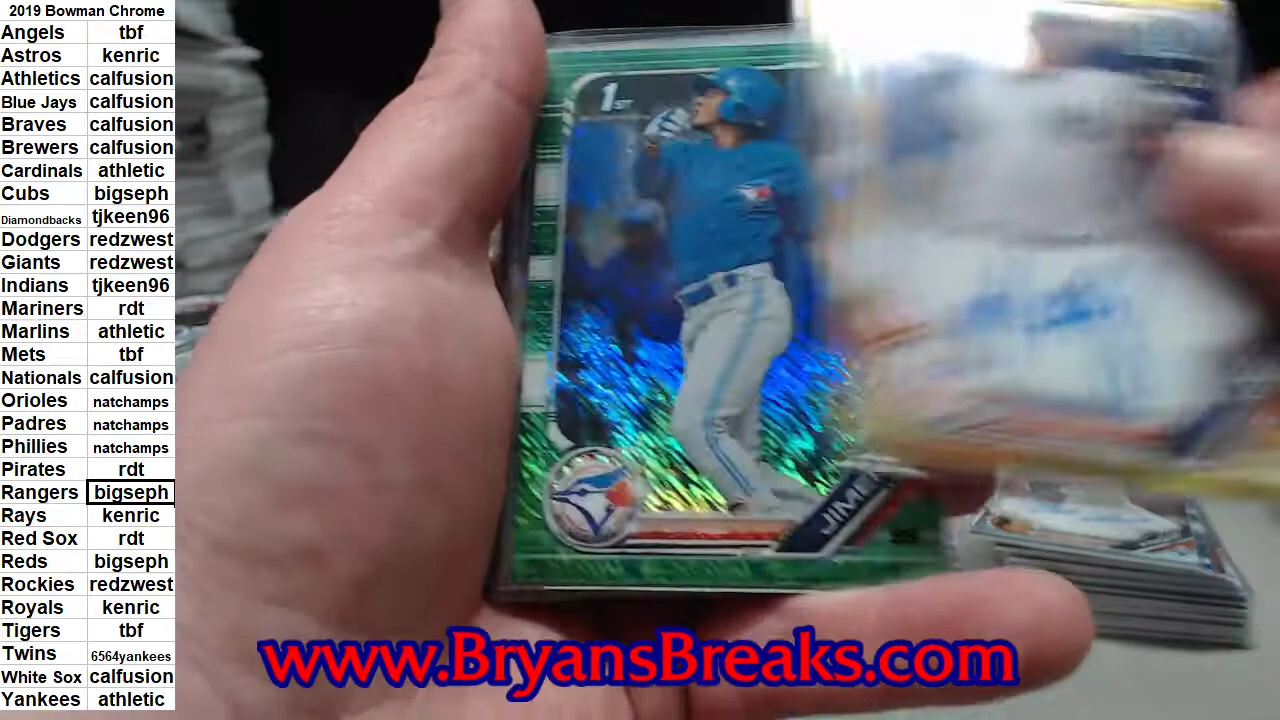 2019 Bowman Chrome
Angels tbf
Astros kenric
Athletics calfusion
Blue Jays calfusion
Braves calfusion
Brewers calfusion
Cardinals athletic
Cubs bigseph
Diamondbacks tjkeen96
Dodgers redzwest
Giants redzwest
Indians tjkeen96
Mariners rdt
Marlins athletic
Mets tbf
Nationals calfusion
Orioles natchamps
Padres natchamps
Phillies natchamps
Pirates rdt
Rangers bigseph
Rays kenric
Red Sox rdt
Reds bigseph
Rockies redzwest
Royals kenric
Tigers tbf
Twins 6564yankees
White Sox calfusion
Yankees athletic
1ST
www.BryansBreaks.com